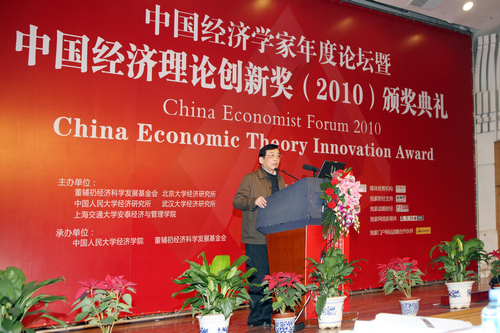 中国经济学家年度论坛暨
中国经济理论创新奖（2010）颁奖典礼
China Economist Forum 2010
China Economic Theory Innovation Award
主办单位：
董辅礽经济科学发展基金会 北京大学经济研究所
中国人民大学经济研究所 武汉大学经济研究所
上海交通大学安泰经济与管理学院
承办单位：
中国人民大学经济学院 董辅礽经济科学发展基金会